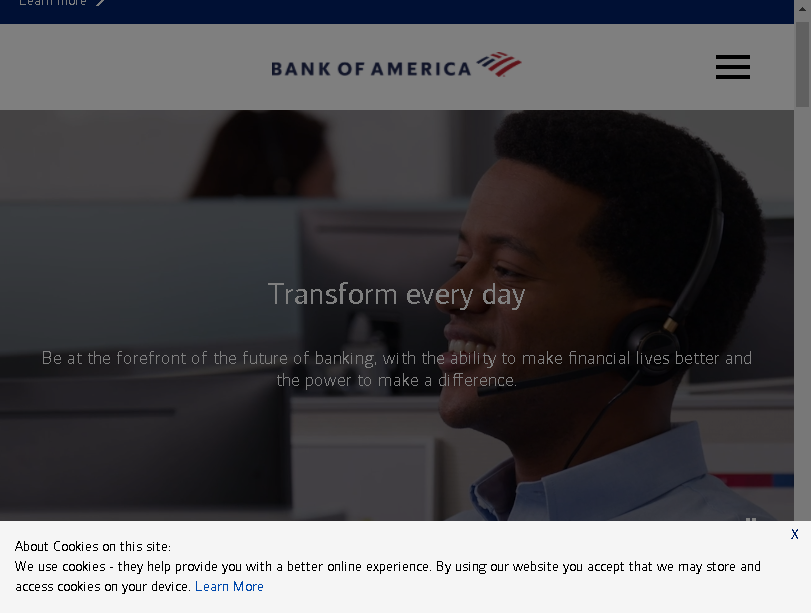 Learn more
BANK OF AMERICA
Transform every day
Be at the forefront of the future of banking, with the ability to make financial lives better and
the power to make a difference.
X
About Cookies on this site:
We use cookies - they help provide you with a better online experience. By using our website you accept that we may store and
access cookies on your device. Learn More